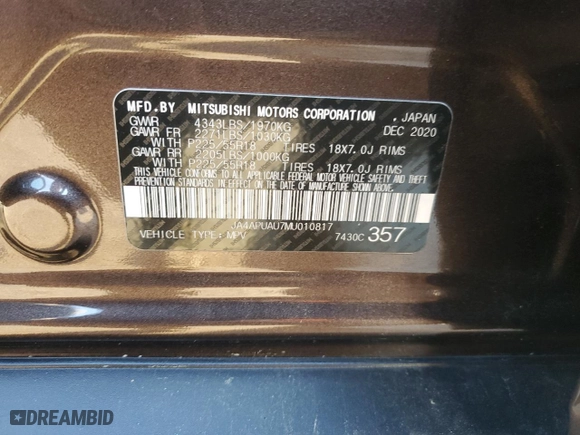 MFD.BY MITSUBISHI MOTORS CORPORATION , JAPAN
GVWR 4343LBS/1970KG DEC 2020
GAWR FR 2271LBS/1030KG
WITH P225/55R18 TIRES 18X7.0J RIMS
GAWR RR 2205LBS/1000KG
WITH P225/55R18 TIRES 18X7.0J RIMS
THIS VEHICLE CONFORMS TO ALL APPLICABLE FEDERAL MOTOR VEHICLE SAFETY AND
THEFT PREVENTION STANDARDS IN EFFECT ON THE DATE OF MANUFACTURE SHOWN ABOVE.
JA4APUAU7MU010817
VEHICLE TYPE: MPV 7430C 357
DREAMBID